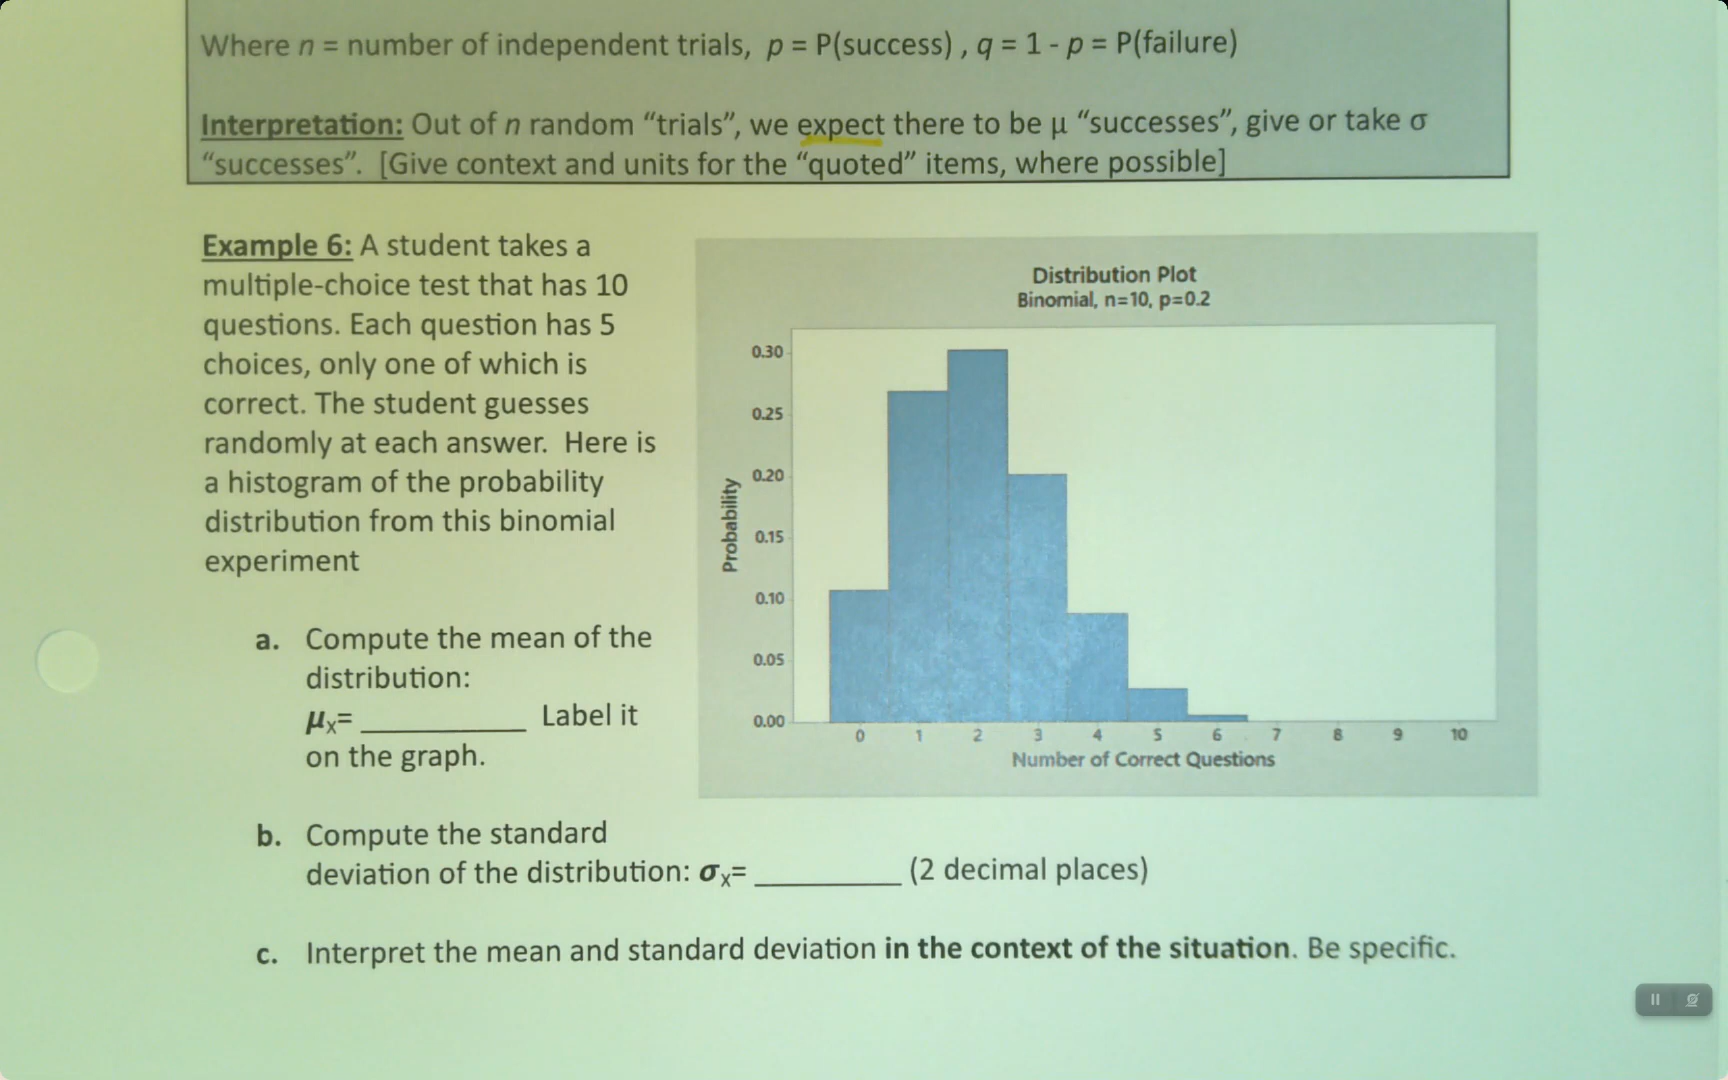 Where n = number of independent trials, p = P(success) , q = 1 - p = P(failure)
Interpretation: Out of n random “trials”, we expect there to be μ “successes”, give or take σ
“successes”. [Give context and units for the “quoted” items, where possible]
Example 6: A student takes a
multiple-choice test that has 10
questions. Each question has 5
choices, only one of which is
correct. The student guesses
randomly at each answer. Here is
a histogram of the probability
distribution from this binomial
experiment
a. Compute the mean of the
distribution:
μx= __________ Label it
on the graph.
Distribution Plot
Binomial, n=10, p=0.2
Probability
0.30
0.25
0.20
0.15
0.10
0.05
0.00
0 1 2 3 4 5 6 7 8 9 10
Number of Correct Questions
b. Compute the standard
deviation of the distribution: σx= _________ (2 decimal places)
c. Interpret the mean and standard deviation in the context of the situation. Be specific.